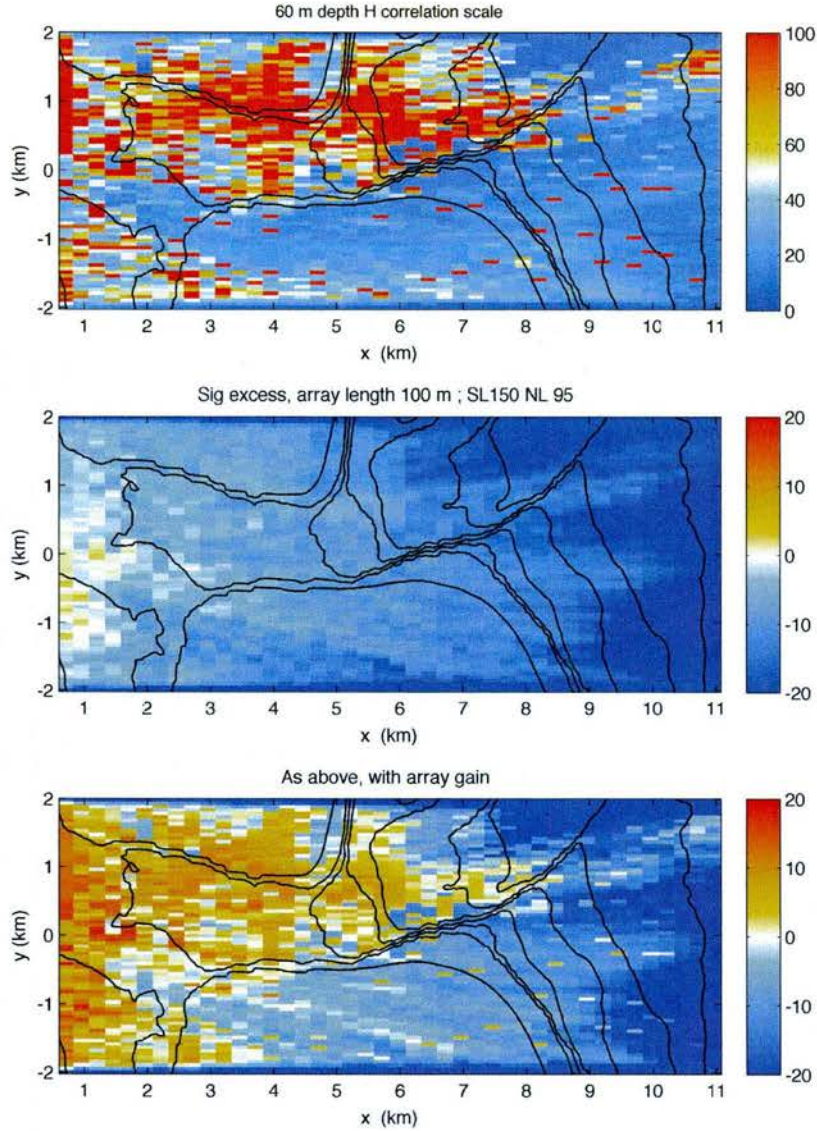 60 m depth H correlation scale
y (km)
2
1
0
-1
-2
1 2 3 4 5 6 7 8 9 10 11
x (km)
100
80
60
40
20
0
Sig excess, array length 100 m ; SL150 NL 95
y (km)
2
1
0
-1
-2
1 2 3 4 5 6 7 8 9 10 11
x (km)
20
10
0
-10
-20
As above, with array gain
y (km)
2
1
0
-1
-2
1 2 3 4 5 6 7 8 9 10 11
x (km)
20
10
0
-10
-20